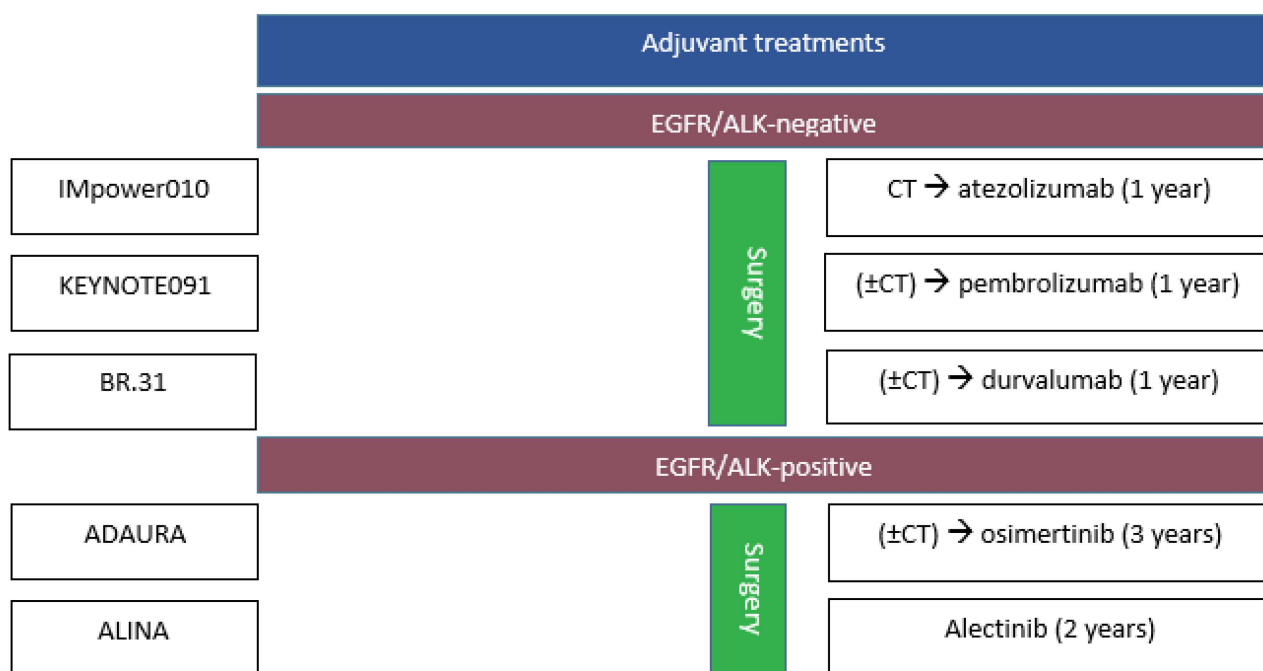 Adjuvant treatments
EGFR/ALK-negative
IMpower010
Surgery
CT → atezolizumab (1 year)
KEYNOTE091
(±CT) → pembrolizumab (1 year)
BR.31
(±CT) → durvalumab (1 year)
EGFR/ALK-positive
ADAURA
Surgery
(±CT) → osimertinib (3 years)
ALINA
Alectinib (2 years)